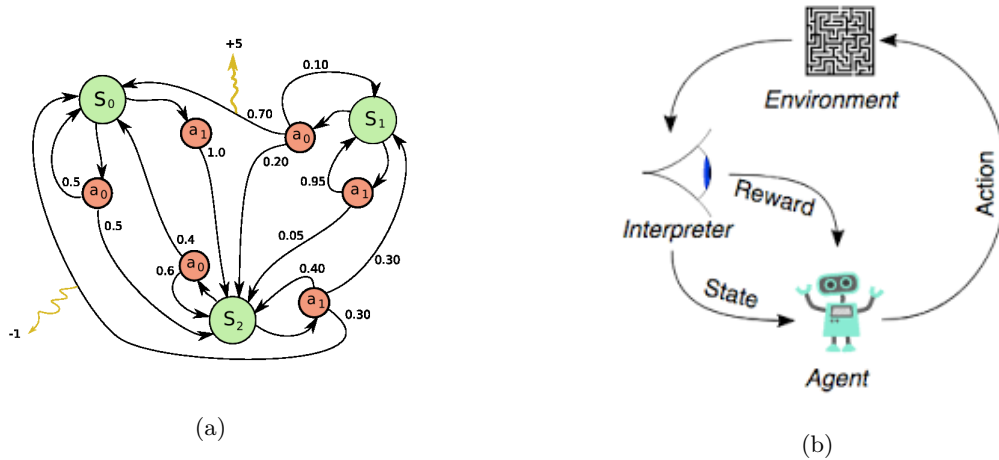 +5
0.10
S0
S1
0.70
a0
a1
1.0
0.20
0.5
a0
0.95
a1
0.5
0.05
0.4
a0
0.6
0.40
0.30
a1
S2
0.30
-1
(a)
Environment
Reward
Interpreter
Action
State
Agent
(b)